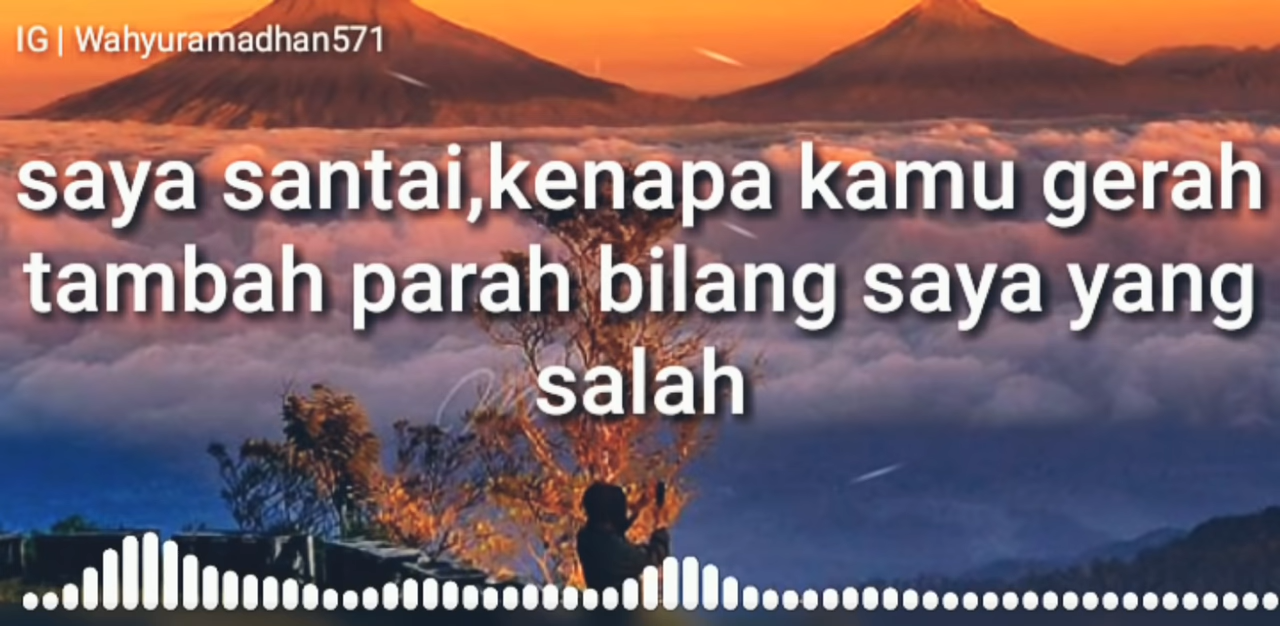 IG | Wahyuramadhan571
saya santai,kenapa kamu gerah
tambah parah bilang saya yang
salah